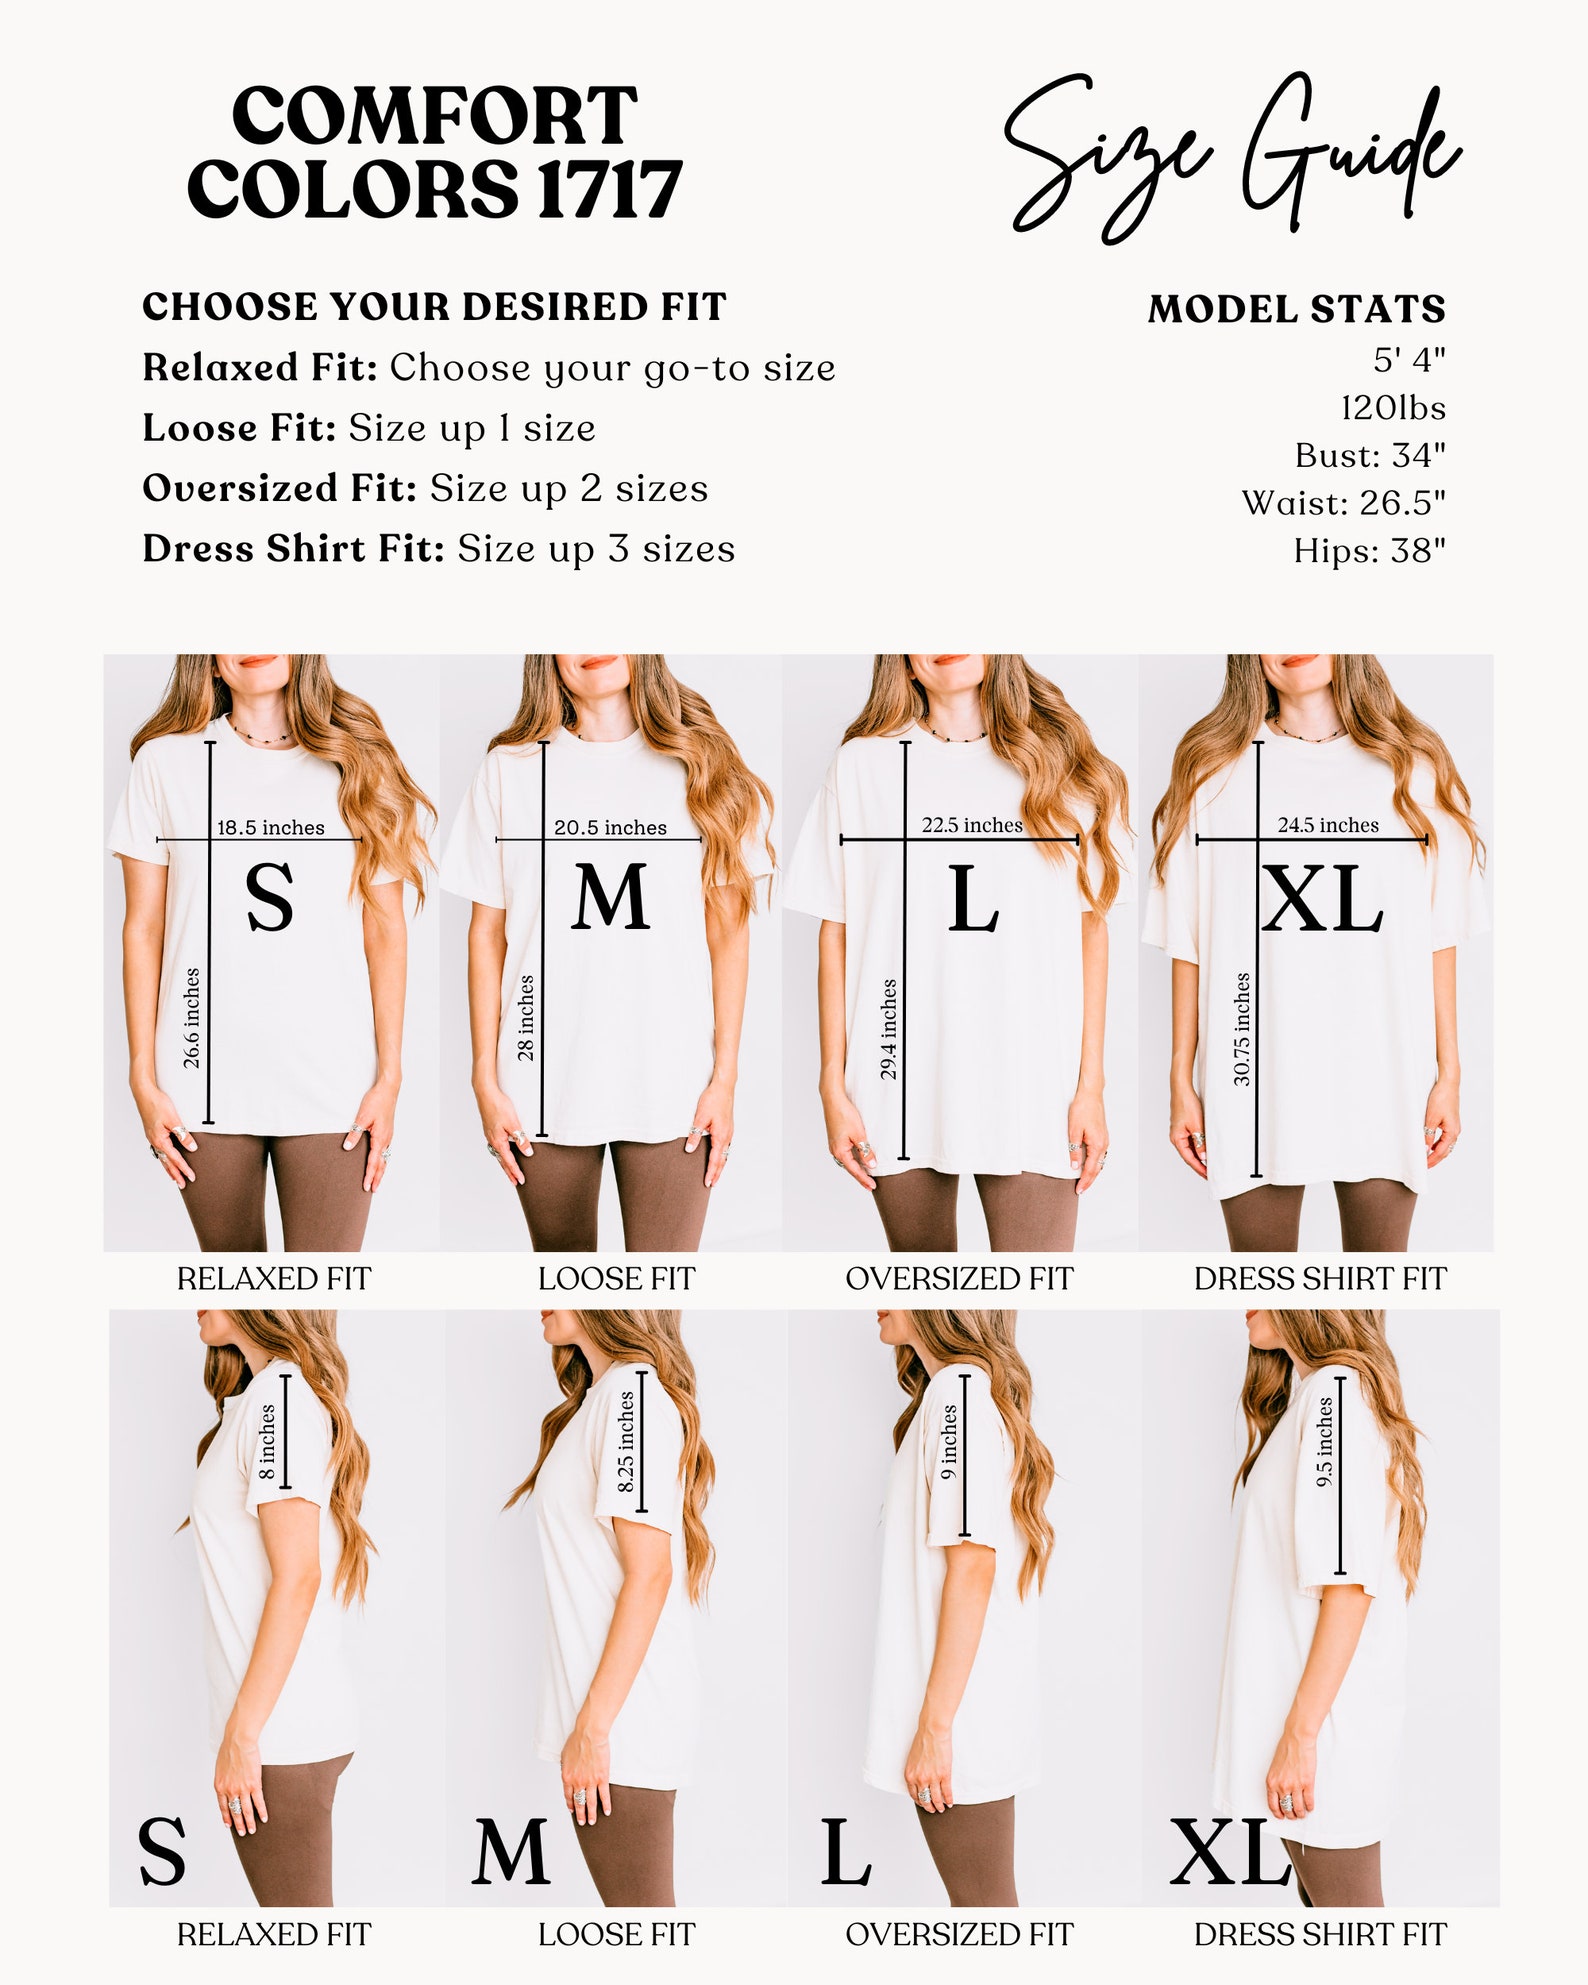 COMFORT
COLORS 1717
Size Guide
CHOOSE YOUR DESIRED FIT
Relaxed Fit: Choose your go-to size
Loose Fit: Size up 1 size
Oversized Fit: Size up 2 sizes
Dress Shirt Fit: Size up 3 sizes
MODEL STATS
5' 4"
120lbs
Bust: 34"
Waist: 26.5"
Hips: 38"
18.5 inches
S
26.6 inches
20.5 inches
M
28 inches
22.5 inches
L
29.4 inches
24.5 inches
XL
30.75 inches
RELAXED FIT
LOOSE FIT
OVERSIZED FIT
DRESS SHIRT FIT
8 inches
S
8.25 inches
M
9 inches
L
9.5 inches
XL
RELAXED FIT
LOOSE FIT
OVERSIZED FIT
DRESS SHIRT FIT